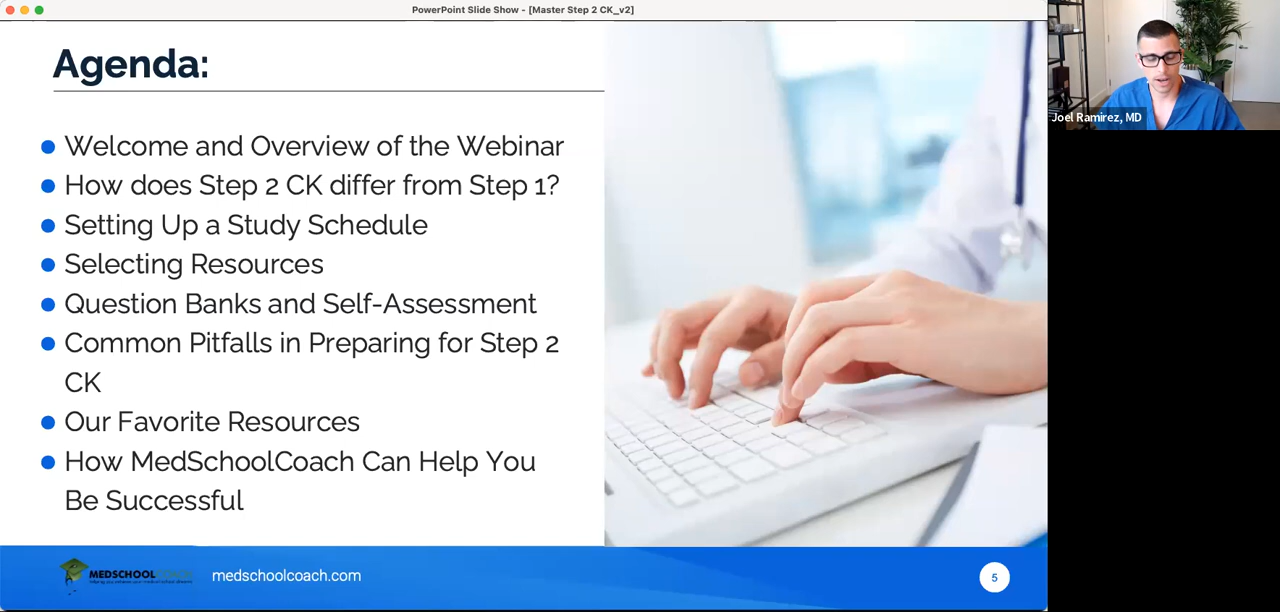 PowerPoint Slide Show - [Master Step 2 CK_v2]
Agenda:
Welcome and Overview of the Webinar
How does Step 2 CK differ from Step 1?
Setting Up a Study Schedule
Selecting Resources
Question Banks and Self-Assessment
Common Pitfalls in Preparing for Step 2
CK
Our Favorite Resources
How MedSchoolCoach Can Help You
Be Successful
Joel Ramirez, MD
MEDSCHOOLCOACH
medschoolcoach.com
5